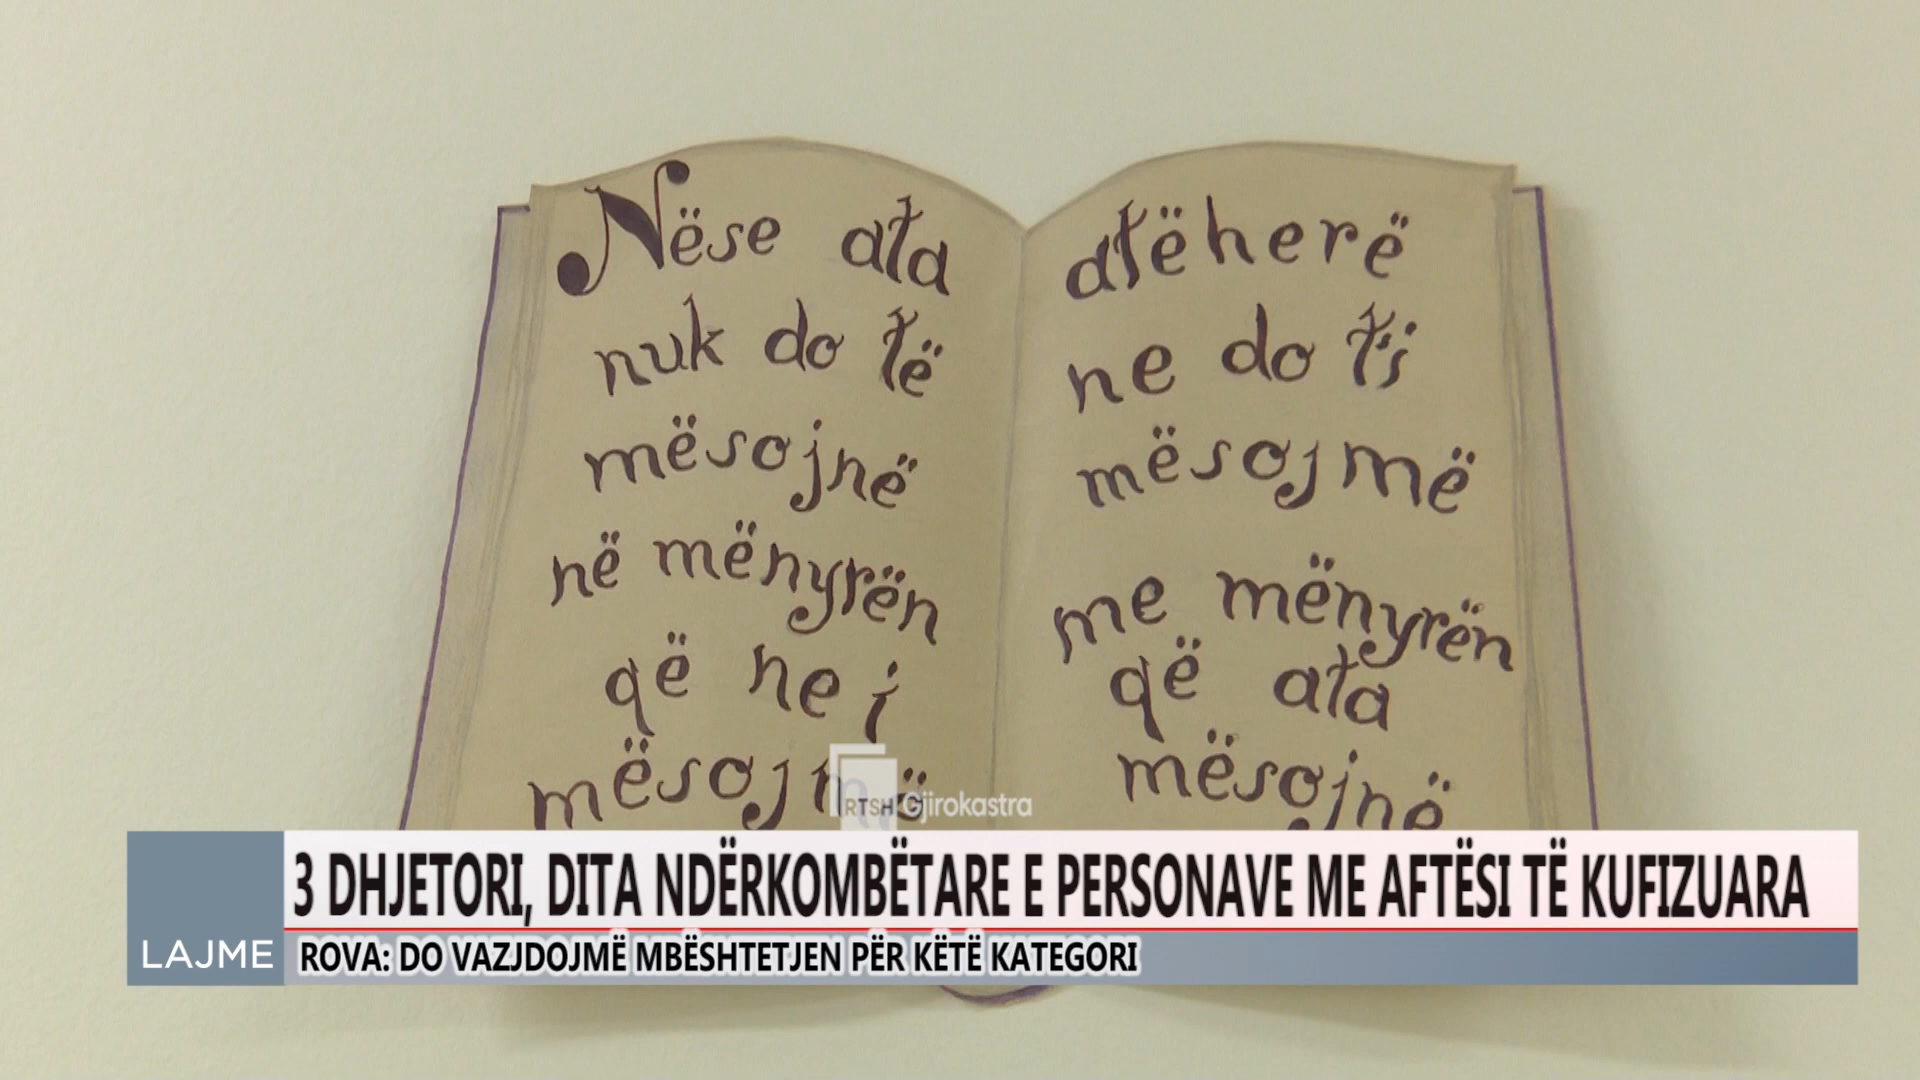 Nëse ata
nuk do të
mësojnë
në mënyrën
që ne i
mësojmë
atëherë
ne do t'i
mësojmë
me mënyrën
që ata
mësojnë
RTSH Gjirokastra
3 DHJETORI, DITA NDËRKOMBËTARE E PERSONAVE ME AFTËSI TË KUFIZUARA
LAJME
ROVA: DO VAZJDOJMË MBËSHTETJEN PËR KËTË KATEGORI